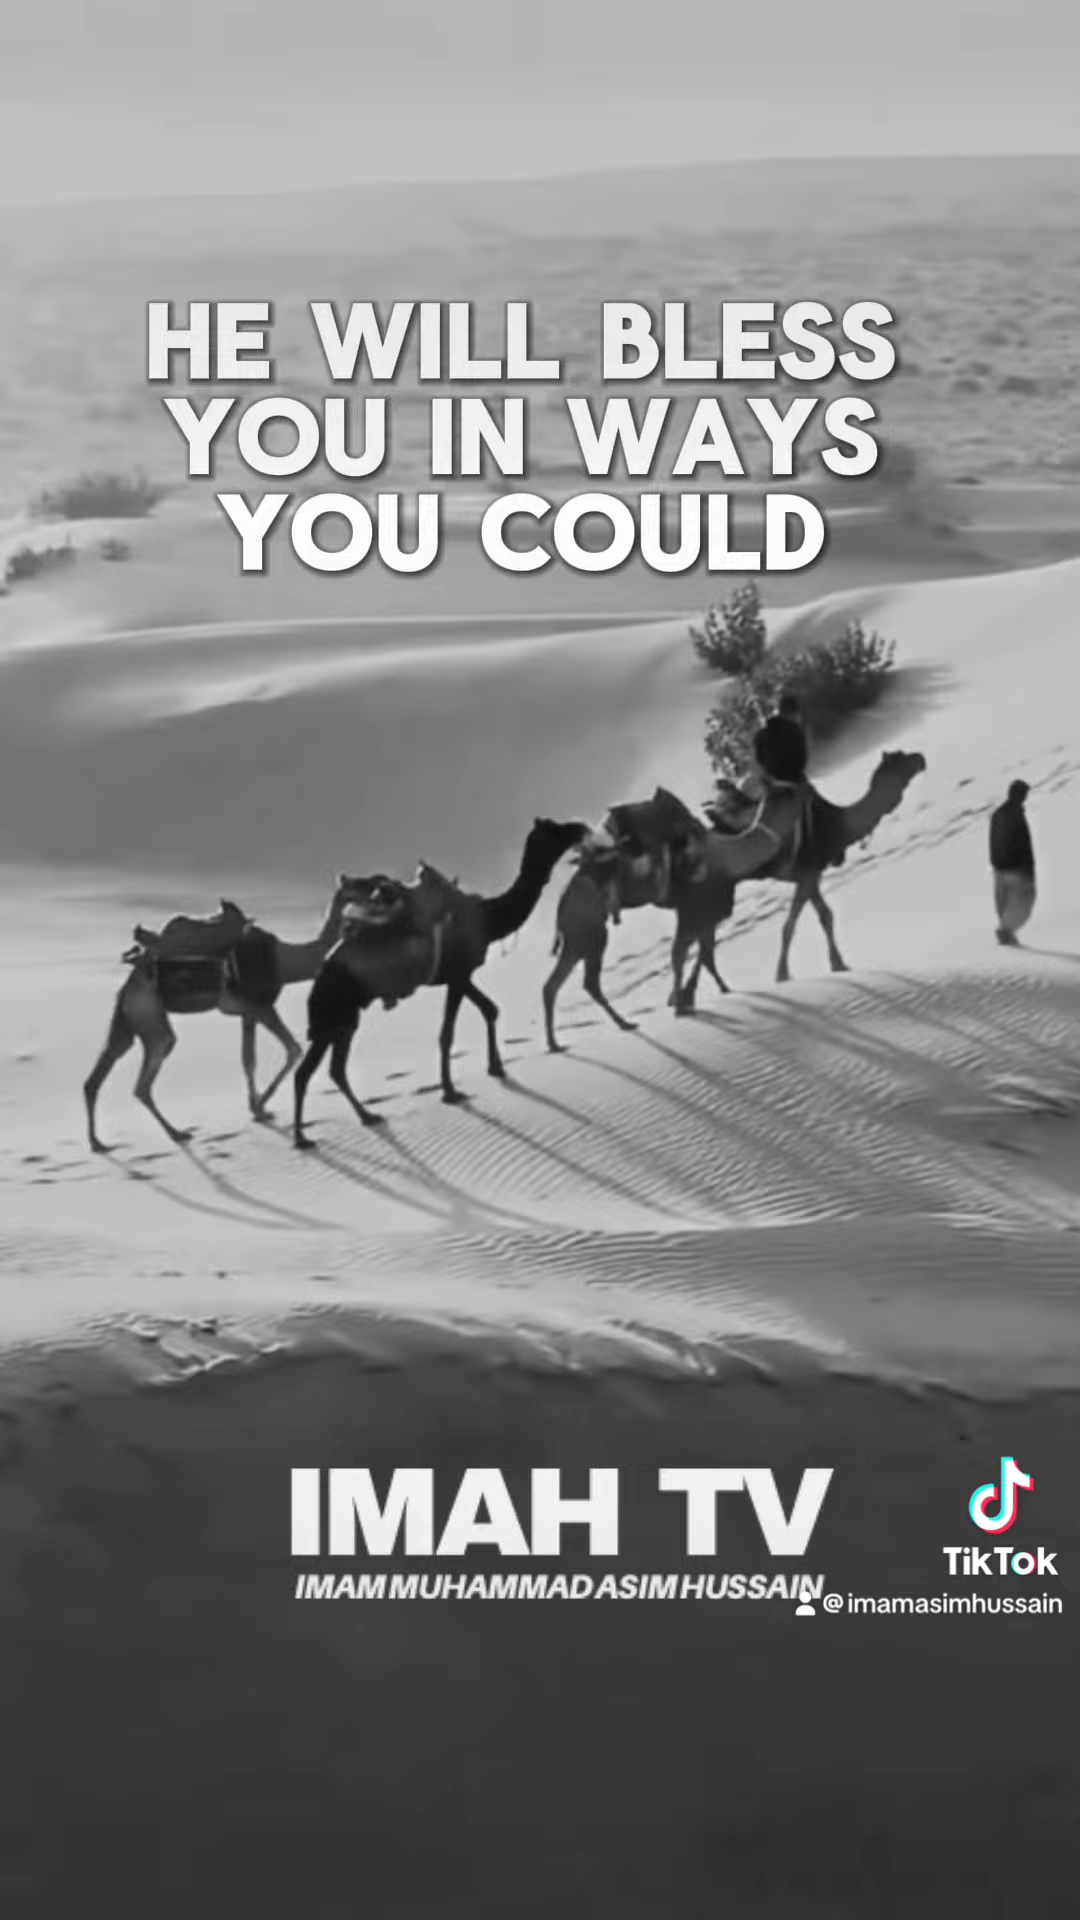 HE WILL BLESS
YOU IN WAYS
YOU COULD
IMAH TV
IMAM MUHAMMAD ASIM HUSSAIN
TikTok
@imamasimhussain